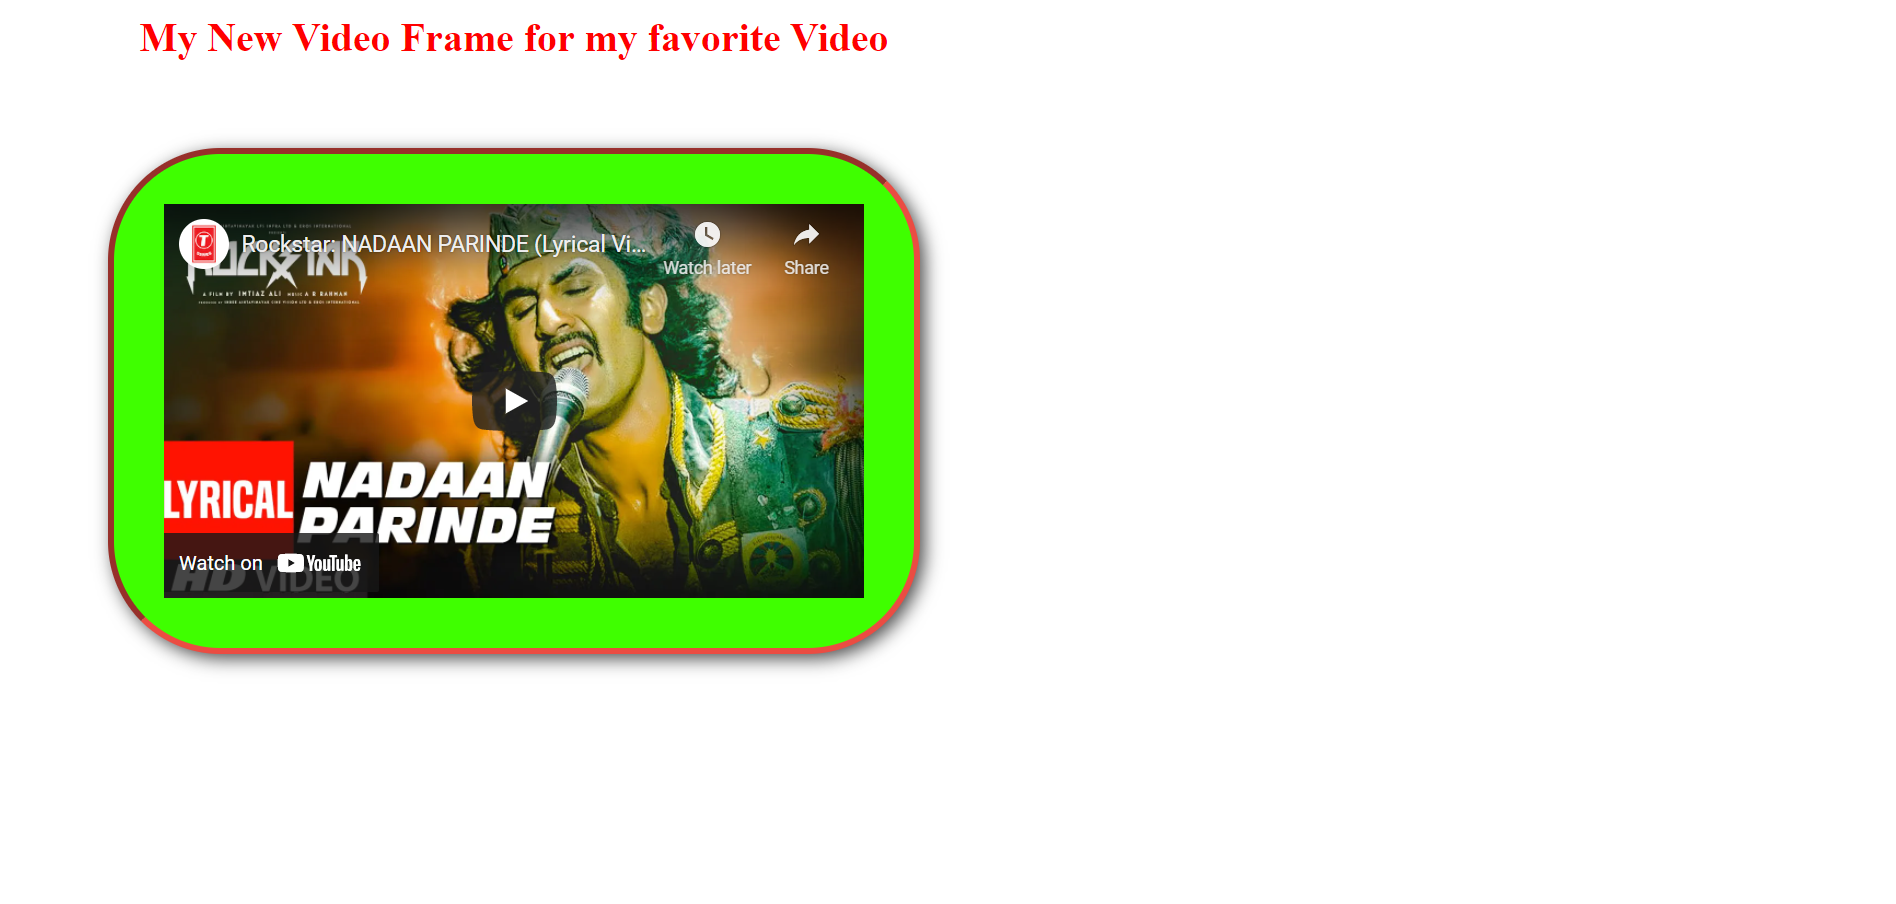 My New Video Frame for my favorite Video
Rockstar: NADAAN PARINDE (Lyrical Vi...
Watch later
Share
A FILM BY IMTIAZ ALI MUSIC A R RAHMAN
LYRICAL
NADAAN
PARINDE
Watch on YouTube
HD VIDEO